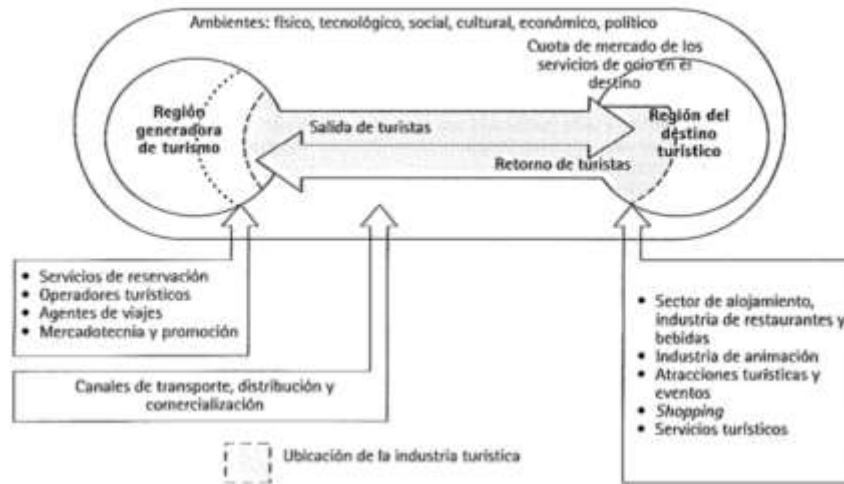 Ambientes: físico, tecnológico, social, cultural, económico, político
Cuota de mercado de los
servicios de ocio en el
destino
Región
generadora
de turismo
Salida de turistas
Región del
destino
turístico
Retorno de turistas
• Servicios de reservación
• Operadores turísticos
• Agentes de viajes
• Mercadotecnia y promoción
• Sector de alojamiento,
industria de restaurantes y
bebidas
• Industria de animación
• Atracciones turísticas y
eventos
• Shopping
• Servicios turísticos
Canales de transporte, distribución y
comercialización
Ubicación de la industria turística